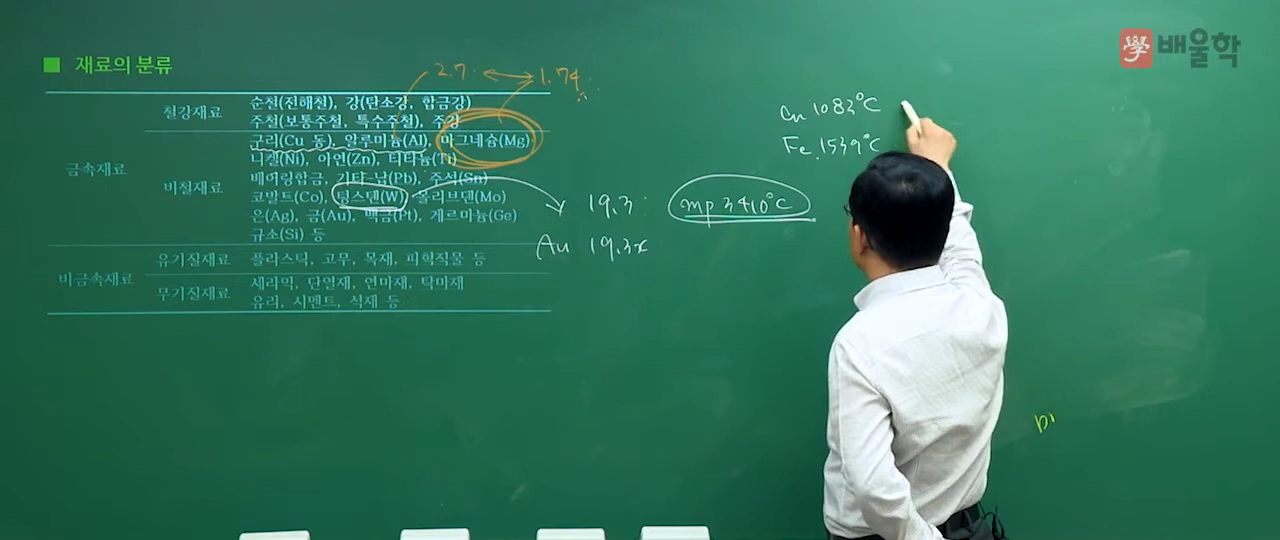 學 배울학
■ 재료의 분류
2.7
1.74
철강재료
순철(전해철), 강(탄소강, 합금강)
주철(보통주철, 특수주철), 주강
금속재료
비철재료
구리(Cu 동), 알루미늄(Al), 마그네슘(Mg)
니켈(Ni), 아연(Zn), 티타늄(Ti)
베어링합금, 기타-납(Pb), 주석(Sn)
코발트(Co), 텅스텐(W), 몰리브덴(Mo)
은(Ag), 금(Au), 백금(Pt), 게르마늄(Ge)
규소(Si) 등
비금속재료
유기질재료
플라스틱, 고무, 목재, 피혁직물 등
무기질재료
세라믹, 단열재, 연마재, 탁마재
유리, 시멘트, 석재 등
Cu 1083°C
Fe. 1539°C
19.3
mp 3410°C
Au 19.3